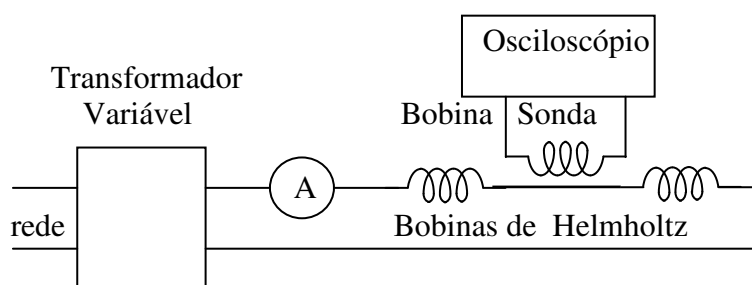 Osciloscópio
Transformador
Variável
Bobina Sonda
A
rede
Bobinas de Helmholtz